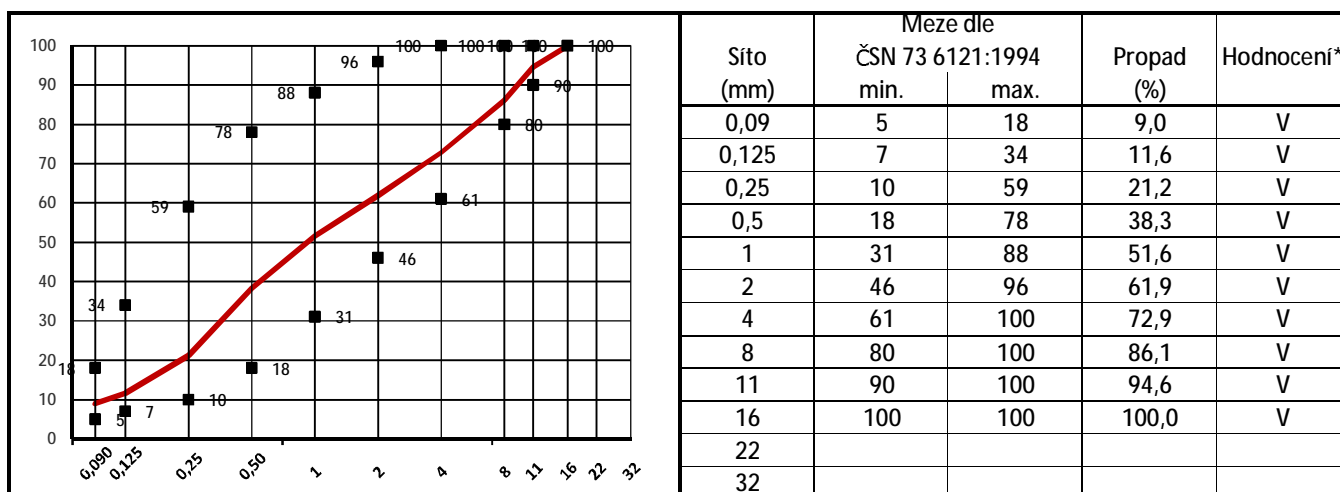 100
90
80
70
60
50
40
30
20
10
0
100 100 100 100 100
96
90
88
80
78
61
59
46
34
31
18 18
10
7
5
0,090 0,125 0,25 0,50 1 2 4 8 11 16 22 32
Meze dle
Síto ČSN 73 6121:1994 Propad Hodnocení*
(mm) min. max. (%)
0,09 5 18 9,0 V
0,125 7 34 11,6 V
0,25 10 59 21,2 V
0,5 18 78 38,3 V
1 31 88 51,6 V
2 46 96 61,9 V
4 61 100 72,9 V
8 80 100 86,1 V
11 90 100 94,6 V
16 100 100 100,0 V
22
32